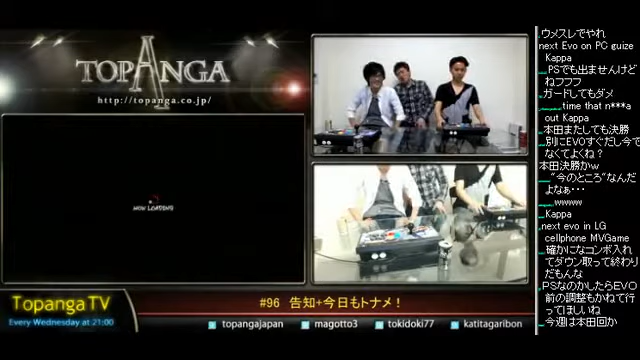 TOPANGA
http://topanga.co.jp/
NOW LOADING
TopangaTV
Every Wednesday at 21:00
#96 告知+今日もトナメ！
topangajapan
magotto3
tokidoki77
katitagaribon
ウメスレでやれ
next Evo on PC guize
Kappa
PSでも出ませんけど
ねフフフ
ガードしてもダメ
time that n***a
out Kappa
本田またしても決勝
別にEVOすぐだし今で
なくてよくね？
本田決勝かw
"今のところ"なんだ
よなぁ・・・
wwww
Kappa
next evo in LG
cellphone MVGame
確かになコンボ入れ
てダウン取って終わり
だもんな
PSなのかしたらEVO
前の調整もかねて行
ってほしいね
今週は本田回か